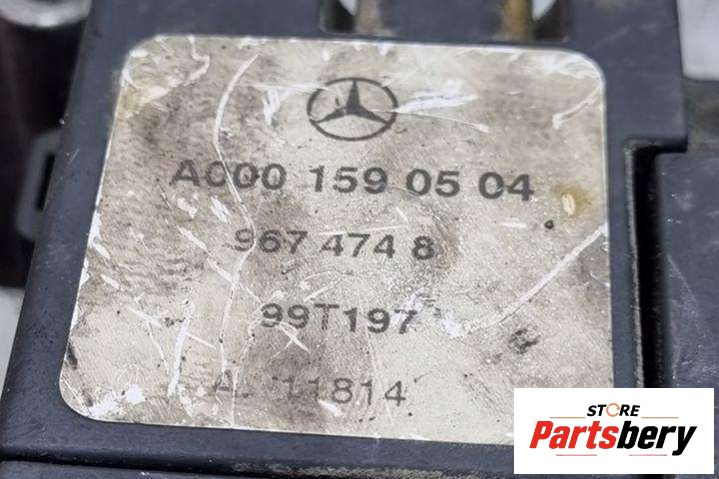 A000 159 05 04
967 474 8
99T197
A 11814
STORE
Partsbery